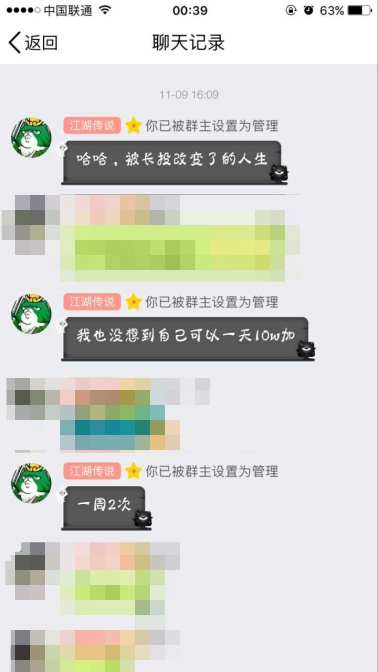 中国联通
00:39
63%
返回
聊天记录
11-09 16:09
江湖传说 你已被群主设置为管理
哈哈，被长投改变了的人生
江湖传说 你已被群主设置为管理
我也没想到自己可以一天10w加
江湖传说 你已被群主设置为管理
一周2次